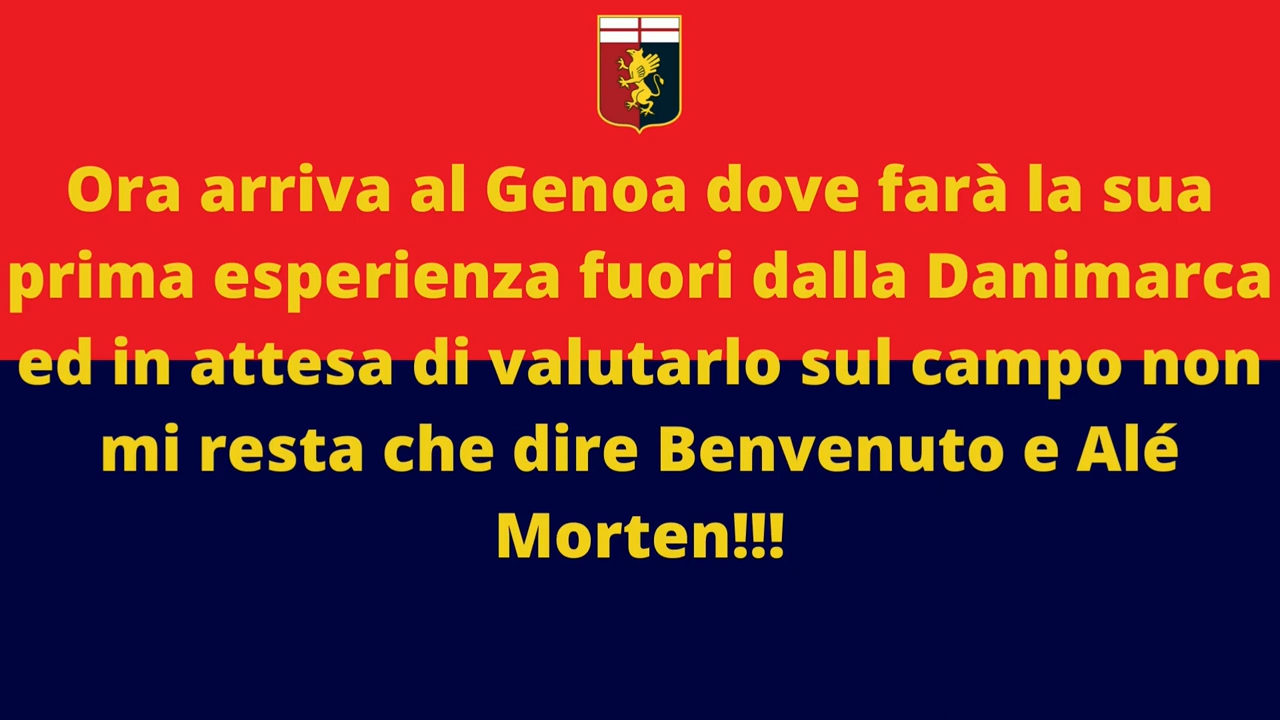 Ora arriva al Genoa dove farà la sua
prima esperienza fuori dalla Danimarca
ed in attesa di valutarlo sul campo non
mi resta che dire Benvenuto e Alé
Morten!!!